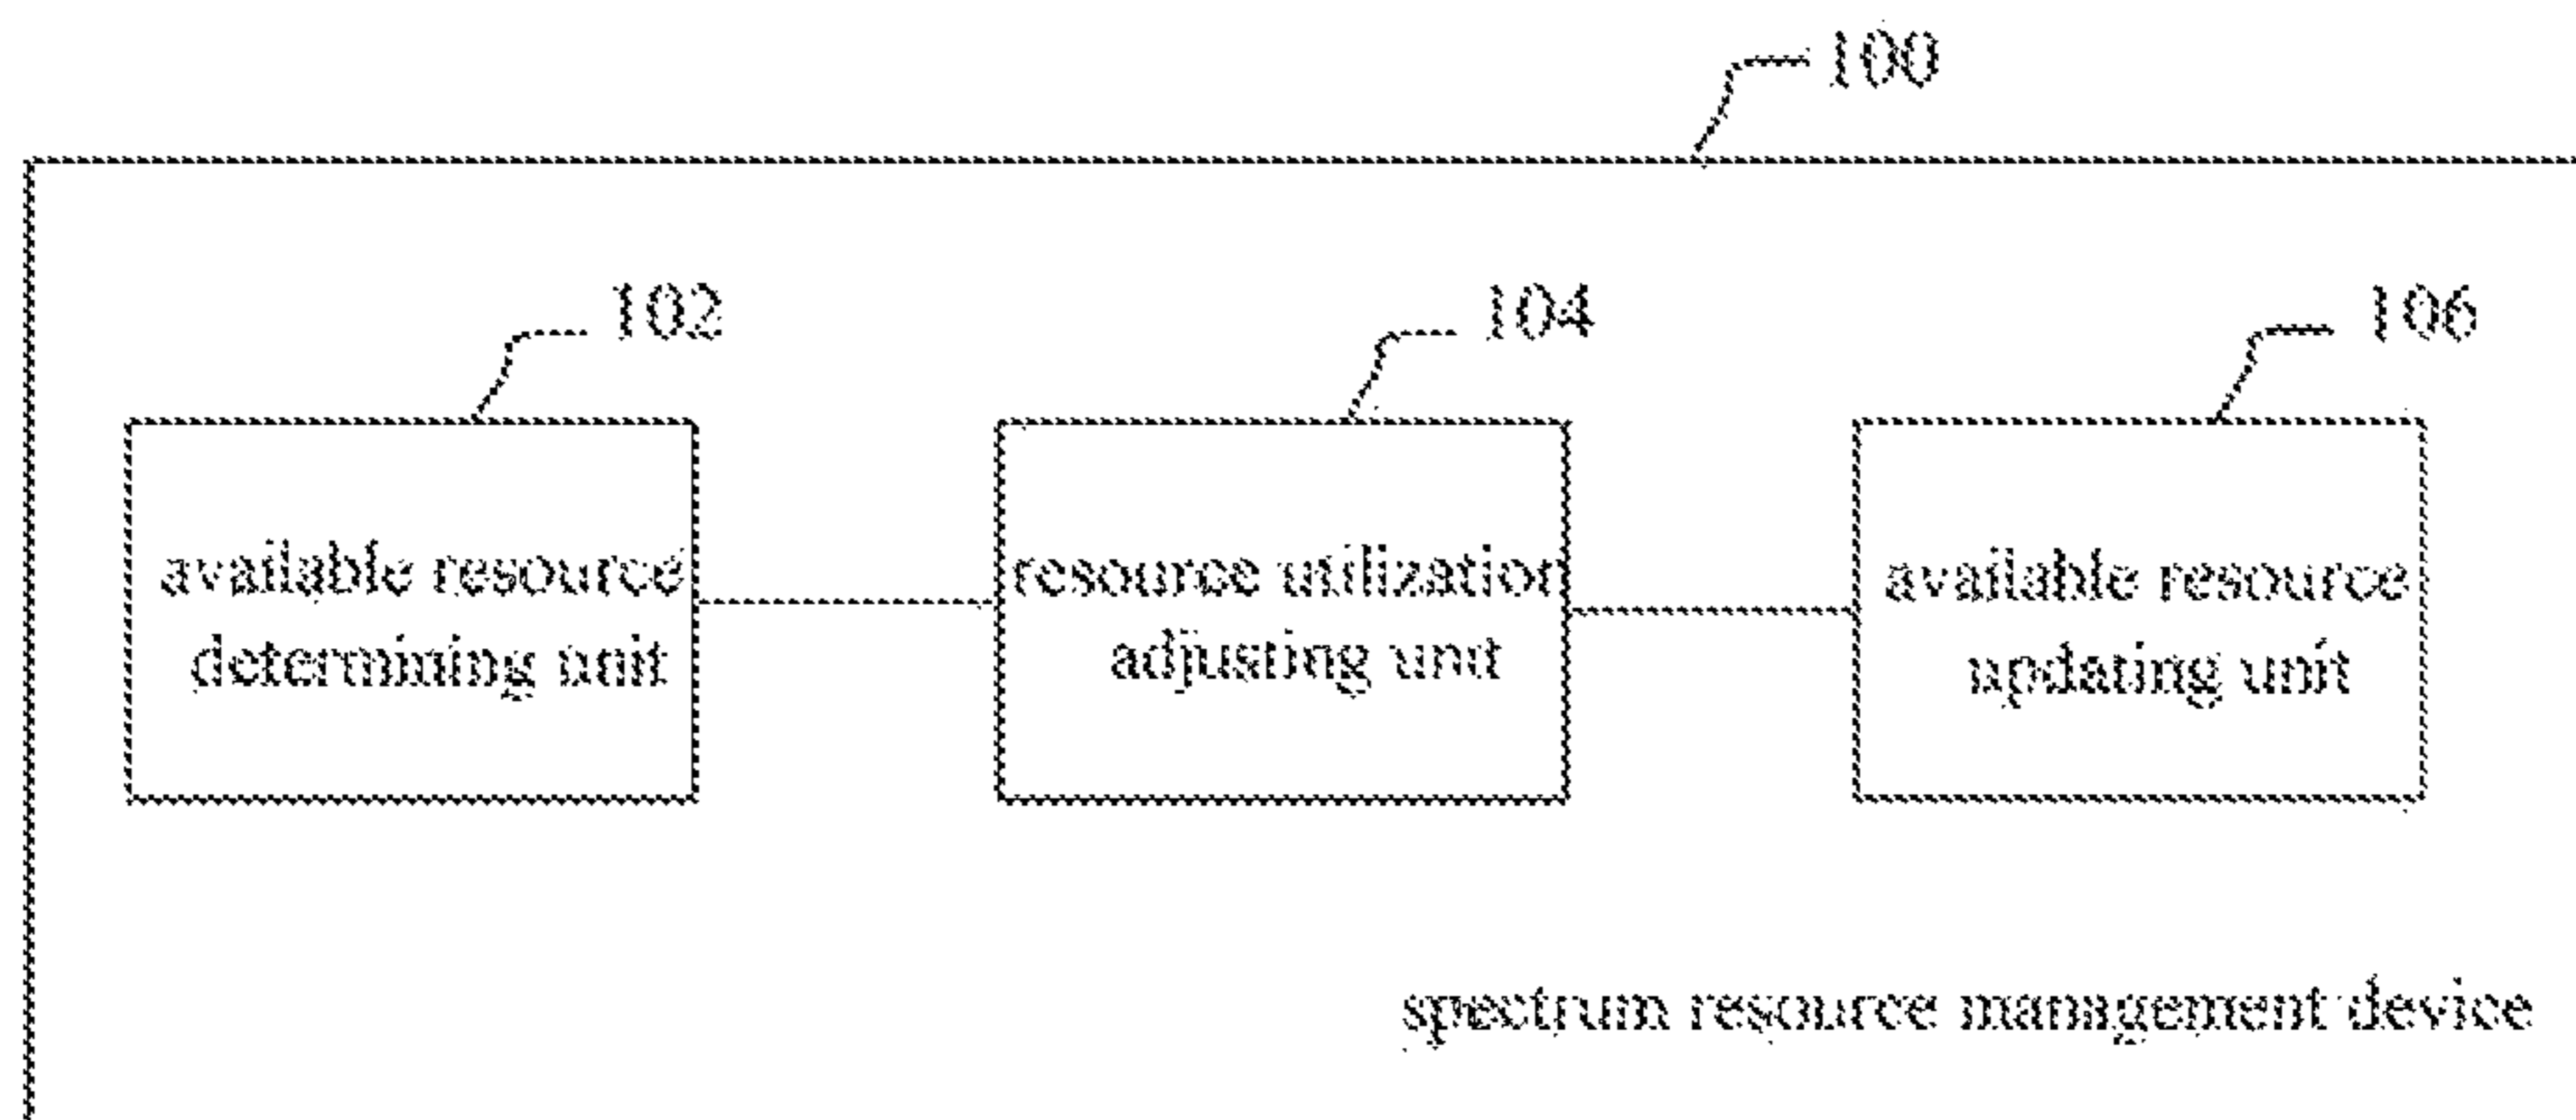 100
102
104
106
available resource
determining unit
resource utilization
adjusting unit
available resource
updating unit
spectrum resource management device